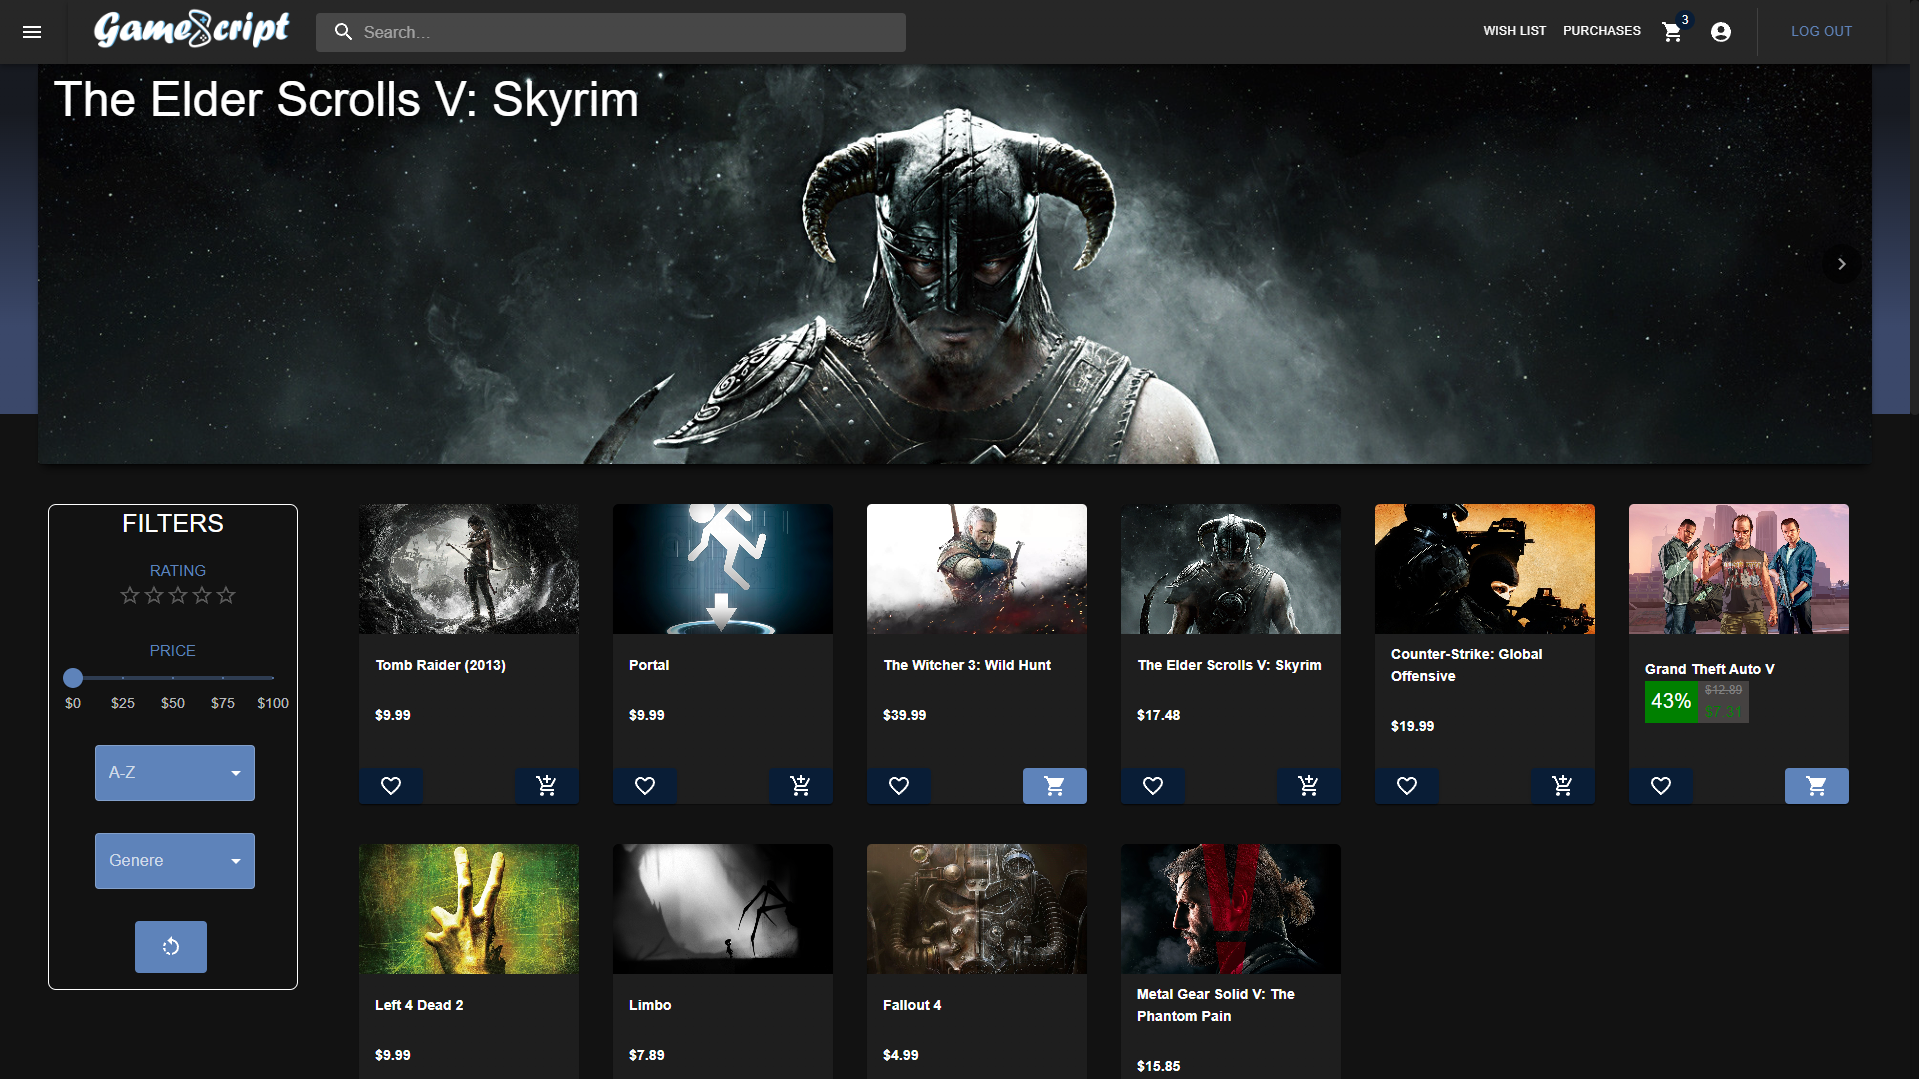 GameScript
Search...
WISH LIST
PURCHASES
3
LOG OUT
The Elder Scrolls V: Skyrim
FILTERS
RATING
PRICE
$0 $25 $50 $75 $100
A-Z
Genere
Tomb Raider (2013)
$9.99
Portal
$9.99
The Witcher 3: Wild Hunt
$39.99
The Elder Scrolls V: Skyrim
$17.48
Counter-Strike: Global
Offensive
$19.99
Grand Theft Auto V
43%
$12.89
$7.31
Left 4 Dead 2
$9.99
Limbo
$7.89
Fallout 4
$4.99
Metal Gear Solid V: The
Phantom Pain
$15.85